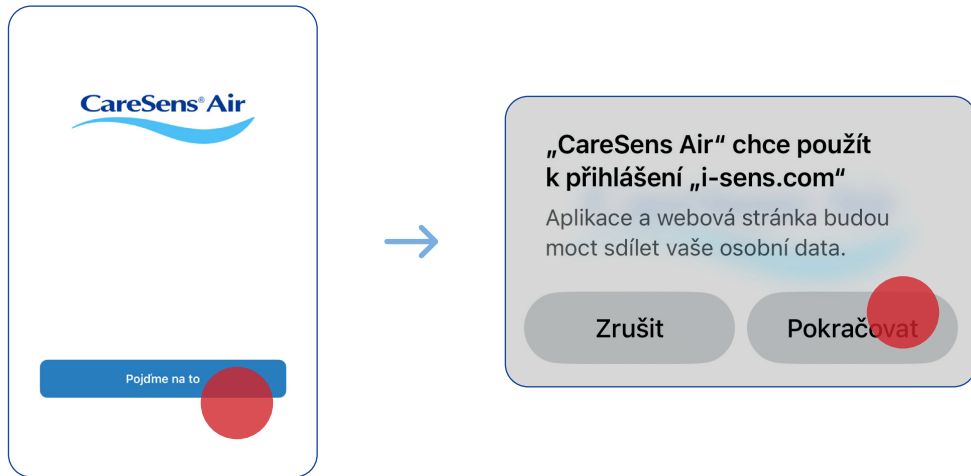 CareSens® Air
Pojďme na to
„CareSens Air“ chce použít
k přihlášení „i-sens.com“
Aplikace a webová stránka budou
moct sdílet vaše osobní data.
Zrušit
Pokračovat